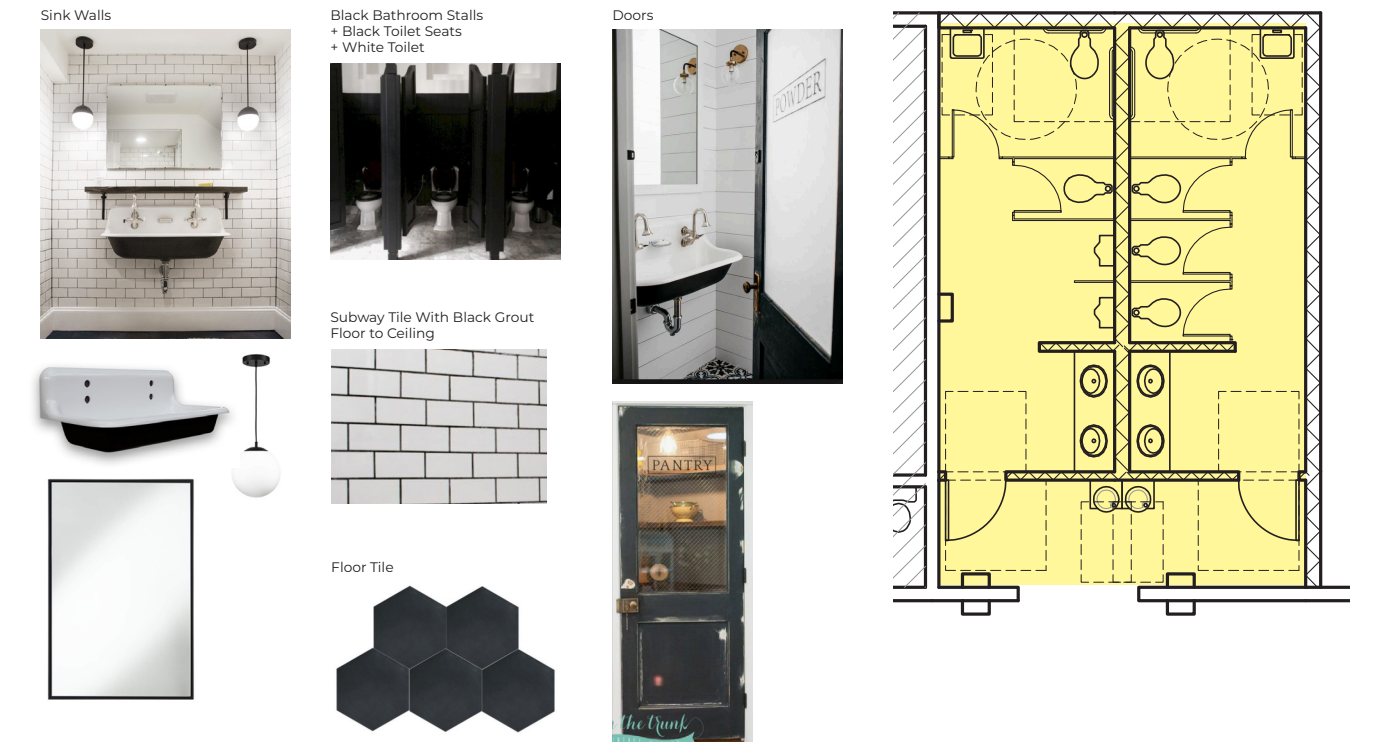 Sink Walls
Black Bathroom Stalls
+ Black Toilet Seats
+ White Toilet
Doors
POWDER
Subway Tile With Black Grout
Floor to Ceiling
PANTRY
Floor Tile
the trunk